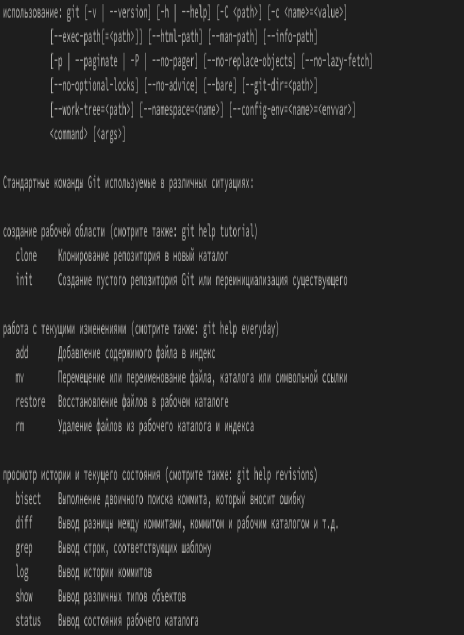 использование: git [-v | --version] [-h | --help] [-C <path>] [-c <name>=<value>]
[--exec-path[=<path>]] [--html-path] [--man-path] [--info-path]
[-p | --paginate | -P | --no-pager] [--no-replace-objects] [--no-lazy-fetch]
[--no-optional-locks] [--no-advice] [--bare] [--git-dir=<path>]
[--work-tree=<path>] [--namespace=<name>] [--config-env=<name>=<envvar>]
<command> [<args>]
Стандартные команды Git используемые в различных ситуациях:
создание рабочей области (смотрите также: git help tutorial)
clone Клонирование репозитория в новый каталог
init Создание пустого репозитория Git или переинициализация существующего
работа с текущими изменениями (смотрите также: git help everyday)
add Добавление содержимого файла в индекс
mv Перемещение или переименование файла, каталога или символьной ссылки
restore Восстановление файлов в рабочем каталоге
rm Удаление файлов из рабочего каталога и индекса
просмотр истории и текущего состояния (смотрите также: git help revisions)
bisect Выполнение двоичного поиска коммита, который вносит ошибку
diff Вывод разницы между коммитами, коммитом и рабочим каталогом и т.д.
grep Вывод строк, соответствующих шаблону
log Вывод истории коммитов
show Вывод различных типов объектов
status Вывод состояния рабочего каталога